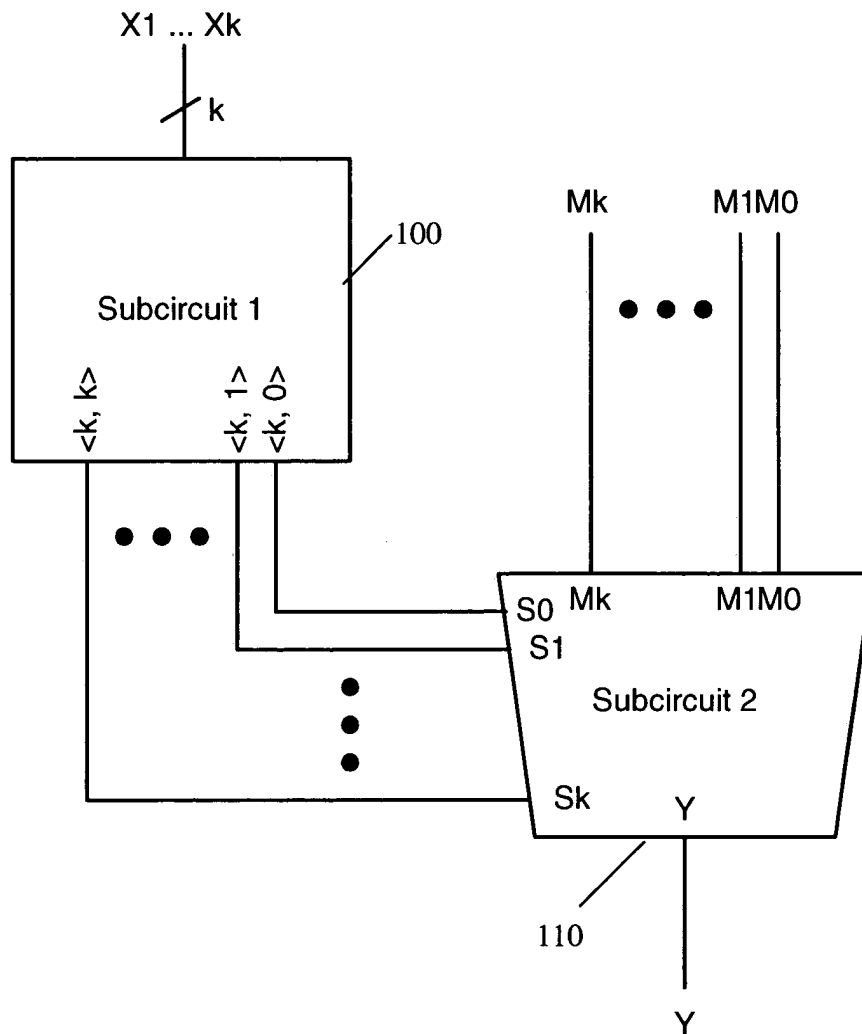 X1 ... Xk
k
Mk
M1M0
100
Subcircuit 1
<k, k>
<k, 1>
<k, 0>
Mk
M1M0
S0
S1
Subcircuit 2
Sk
Y
110
Y